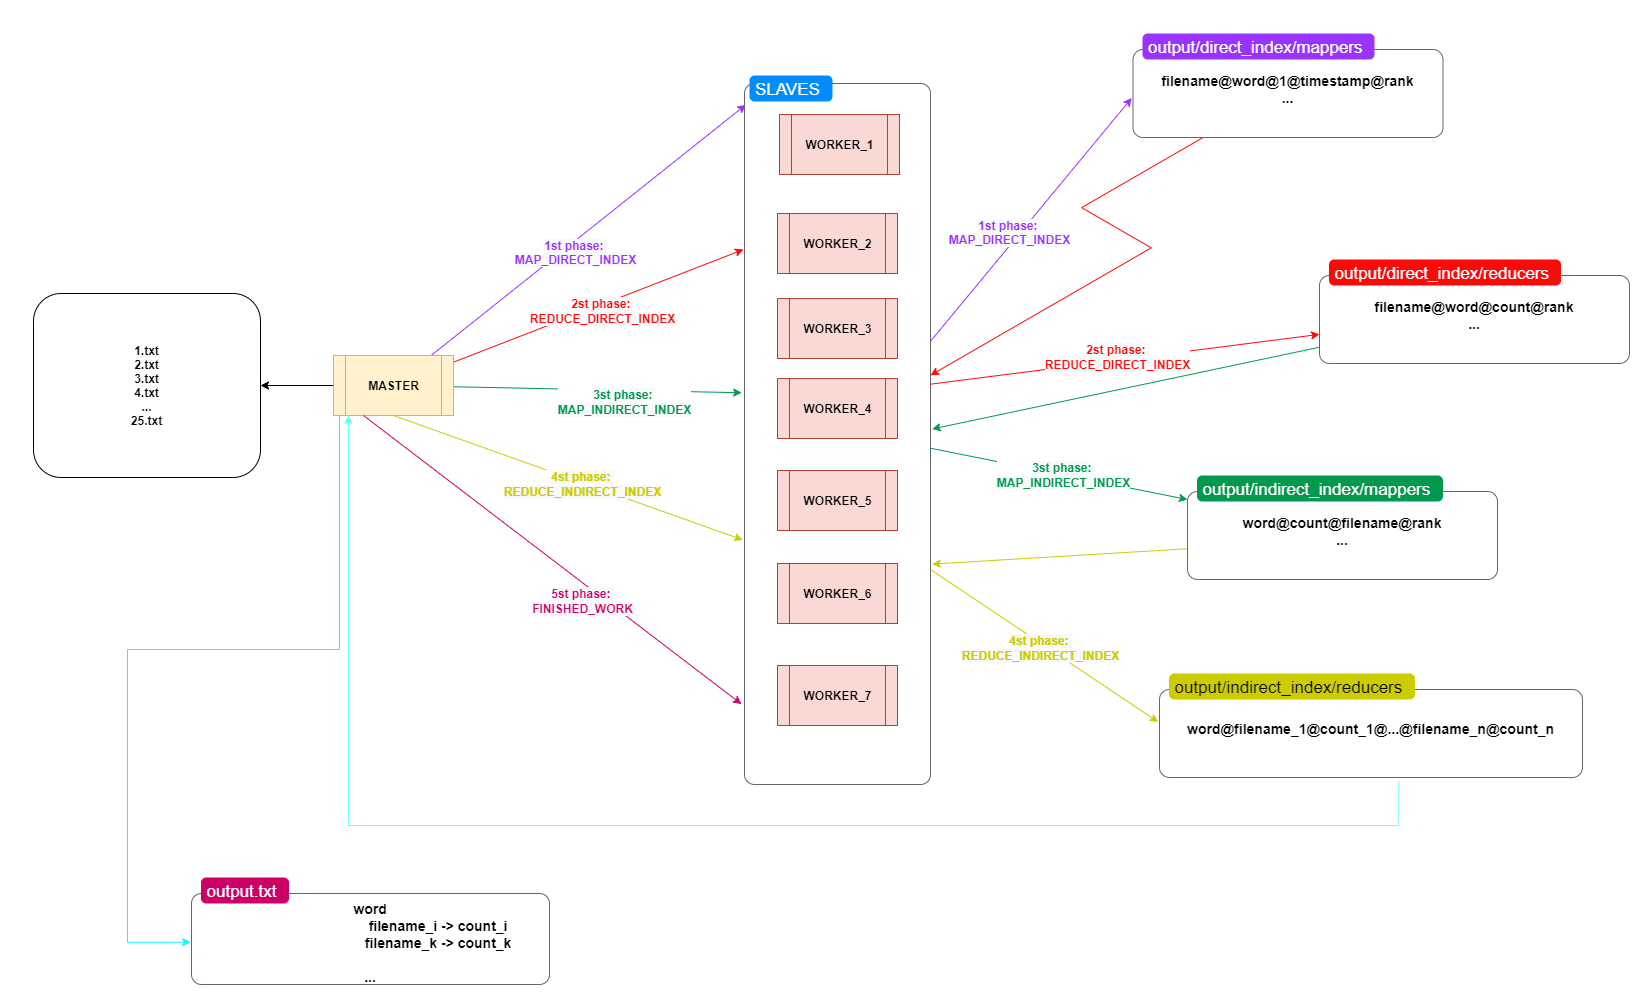 output/direct_index/mappers
filename@word@1@timestamp@rank
...
SLAVES
WORKER_1
WORKER_2
WORKER_3
WORKER_4
WORKER_5
WORKER_6
WORKER_7
1st phase:
MAP_DIRECT_INDEX
1st phase:
MAP_DIRECT_INDEX
output/direct_index/reducers
filename@word@count@rank
...
2st phase:
REDUCE_DIRECT_INDEX
2st phase:
REDUCE_DIRECT_INDEX
1.txt
2.txt
3.txt
4.txt
...
25.txt
MASTER
3st phase:
MAP_INDIRECT_INDEX
3st phase:
MAP_INDIRECT_INDEX
output/indirect_index/mappers
word@count@filename@rank
...
4st phase:
REDUCE_INDIRECT_INDEX
4st phase:
REDUCE_INDIRECT_INDEX
5st phase:
FINISHED_WORK
output/indirect_index/reducers
word@filename_1@count_1@...@filename_n@count_n
output.txt
word
filename_i -> count_i
filename_k -> count_k
...